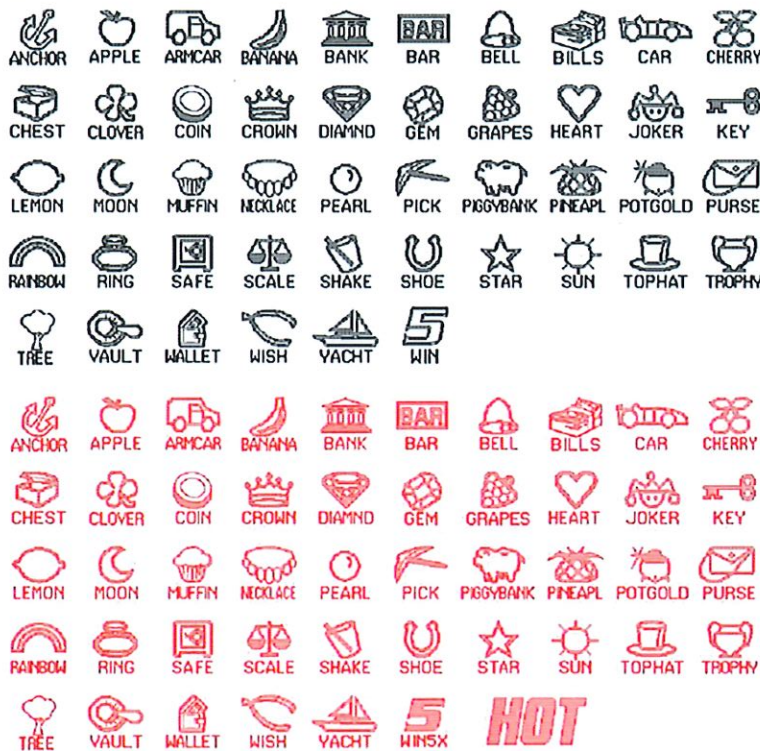 BAR
ANCHOR APPLE ARMCAR BANANA BANK BAR BELL BILLS CAR CHERRY
CHEST CLOVER COIN CROWN DIAMND GEM GRAPES HEART JOKER KEY
LEMON MOON MUFFIN NECKLACE PEARL PICK PIGGYBANK PINEAPL POTGOLD PURSE
RAINBOW RING SAFE SCALE SHAKE SHOE STAR SUN TOPHAT TROPHY
5
TREE VAULT WALLET WISH YACHT WIN
BAR
ANCHOR APPLE ARMCAR BANANA BANK BAR BELL BILLS CAR CHERRY
CHEST CLOVER COIN CROWN DIAMND GEM GRAPES HEART JOKER KEY
LEMON MOON MUFFIN NECKLACE PEARL PICK PIGGYBANK PINEAPL POTGOLD PURSE
RAINBOW RING SAFE SCALE SHAKE SHOE STAR SUN TOPHAT TROPHY
5 HOT
TREE VAULT WALLET WISH YACHT WIN5X